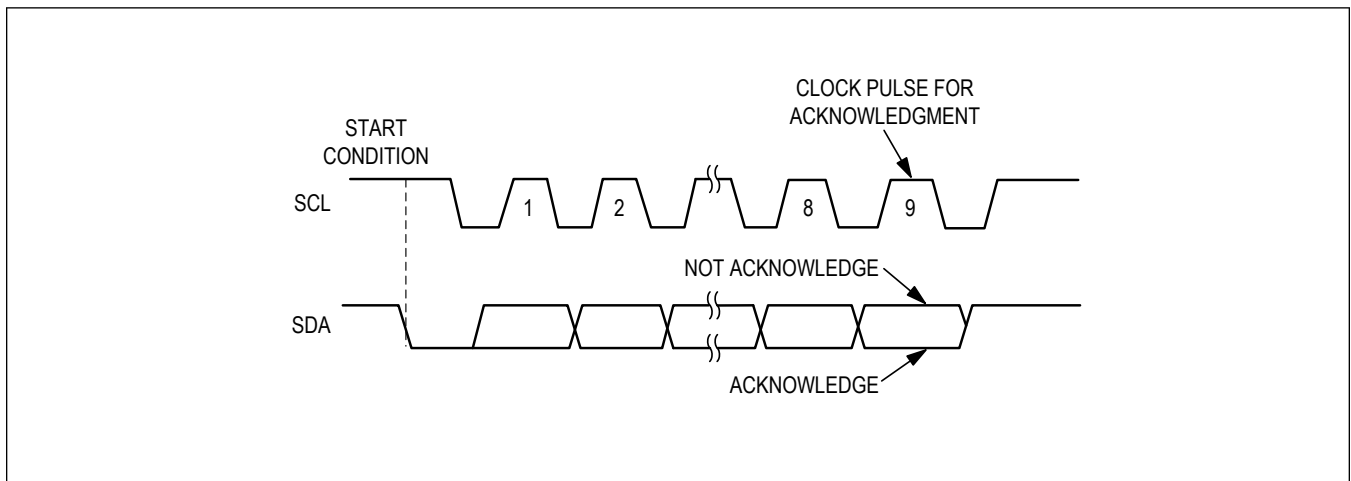 CLOCK PULSE FOR
ACKNOWLEDGMENT
START
CONDITION
SCL
1 2 8 9
NOT ACKNOWLEDGE
SDA
ACKNOWLEDGE